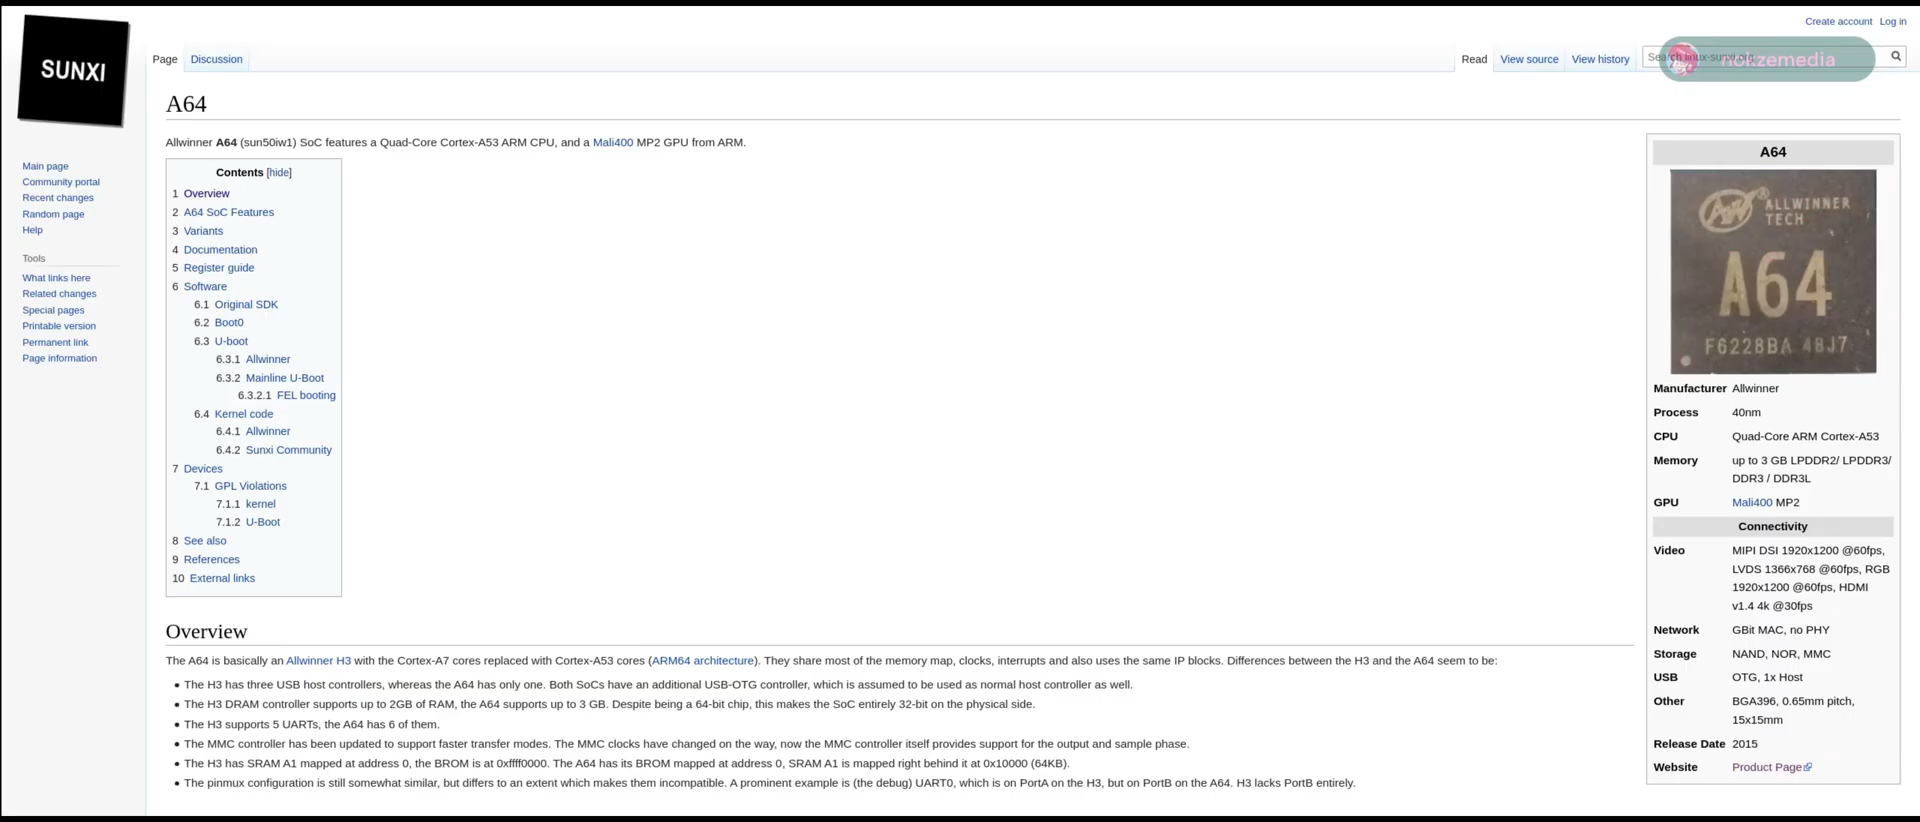 Create account Log in
SUNXI
Page Discussion
Read View source View history
Search linux-sunxi.org
nokzemedia
A64
Allwinner A64 (sun50iw1) SoC features a Quad-Core Cortex-A53 ARM CPU, and a Mali400 MP2 GPU from ARM.
Main page
Community portal
Recent changes
Random page
Help
Tools
What links here
Related changes
Special pages
Printable version
Permanent link
Page information
Contents [hide]
1 Overview
2 A64 SoC Features
3 Variants
4 Documentation
5 Register guide
6 Software
6.1 Original SDK
6.2 Boot0
6.3 U-boot
6.3.1 Allwinner
6.3.2 Mainline U-Boot
6.3.2.1 FEL booting
6.4 Kernel code
6.4.1 Allwinner
6.4.2 Sunxi Community
7 Devices
7.1 GPL Violations
7.1.1 kernel
7.1.2 U-Boot
8 See also
9 References
10 External links
Overview
The A64 is basically an Allwinner H3 with the Cortex-A7 cores replaced with Cortex-A53 cores (ARM64 architecture). They share most of the memory map, clocks, interrupts and also uses the same IP blocks. Differences between the H3 and the A64 seem to be:
• The H3 has three USB host controllers, whereas the A64 has only one. Both SoCs have an additional USB-OTG controller, which is assumed to be used as normal host controller as well.
• The H3 DRAM controller supports up to 2GB of RAM, the A64 supports up to 3 GB. Despite being a 64-bit chip, this makes the SoC entirely 32-bit on the physical side.
• The H3 supports 5 UARTs, the A64 has 6 of them.
• The MMC controller has been updated to support faster transfer modes. The MMC clocks have changed on the way, now the MMC controller itself provides support for the output and sample phase.
• The H3 has SRAM A1 mapped at address 0, the BROM is at 0xffff0000. The A64 has its BROM mapped at address 0, SRAM A1 is mapped right behind it at 0x10000 (64KB).
• The pinmux configuration is still somewhat similar, but differs to an extent which makes them incompatible. A prominent example is (the debug) UART0, which is on PortA on the H3, but on PortB on the A64. H3 lacks PortB entirely.
A64
ALLWINNER
TECH
A64
F6228BA 48J7
Manufacturer Allwinner
Process 40nm
CPU Quad-Core ARM Cortex-A53
Memory up to 3 GB LPDDR2/ LPDDR3/
DDR3 / DDR3L
GPU Mali400 MP2
Connectivity
Video MIPI DSI 1920x1200 @60fps,
LVDS 1366x768 @60fps, RGB
1920x1200 @60fps, HDMI
v1.4 4k @30fps
Network GBit MAC, no PHY
Storage NAND, NOR, MMC
USB OTG, 1x Host
Other BGA396, 0.65mm pitch,
15x15mm
Release Date 2015
Website Product Page